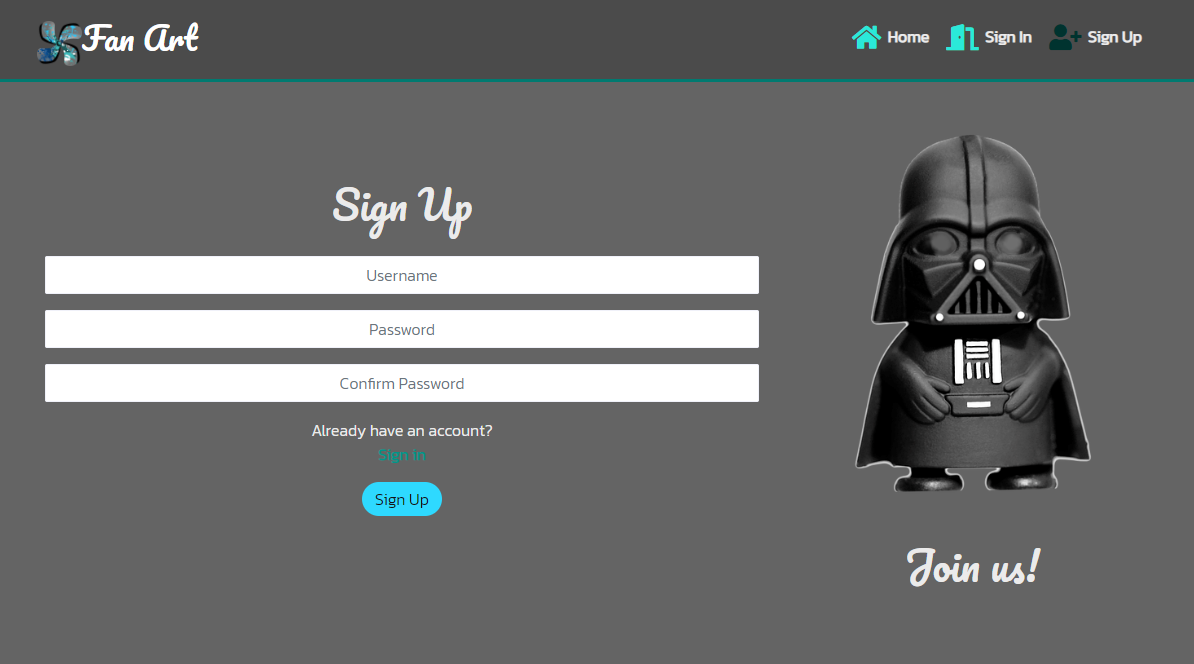 Fan Art
Home
Sign In
Sign Up
Sign Up
Username
Password
Confirm Password
Already have an account?
Sign In
Sign Up
Join us!